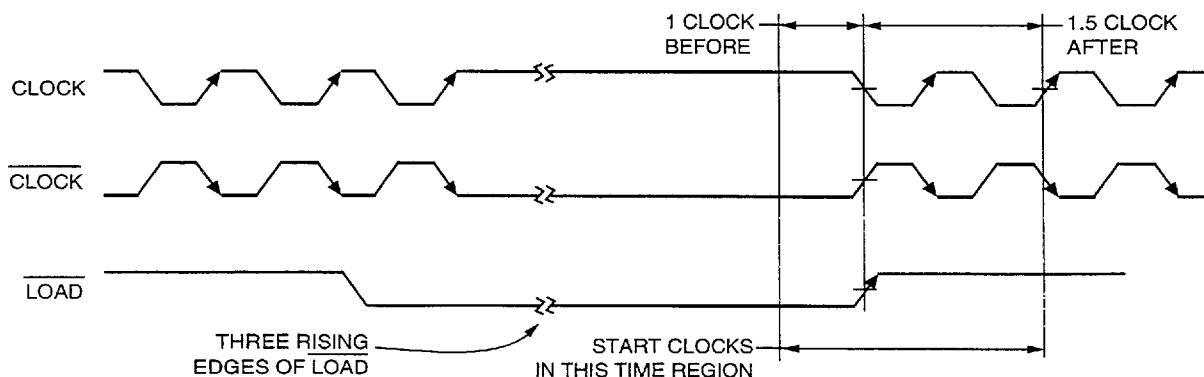 1 CLOCK
BEFORE
1.5 CLOCK
AFTER
CLOCK
CLOCK
LOAD
THREE RISING
EDGES OF LOAD
START CLOCKS
IN THIS TIME REGION